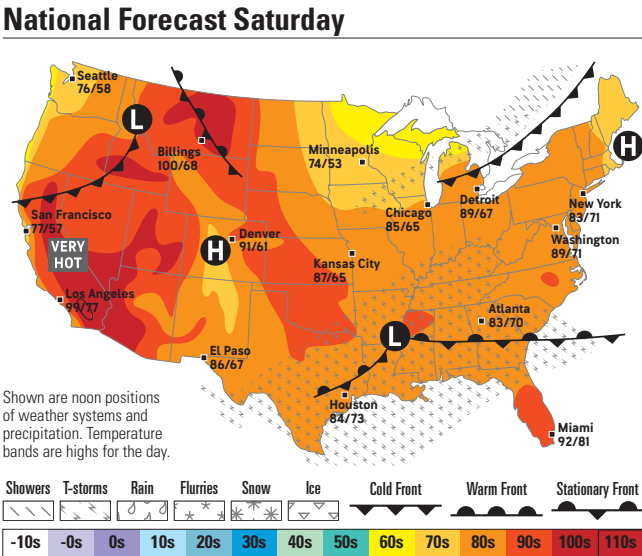 National Forecast Saturday
Seattle
76/58
L
Billings
100/68
Minneapolis
74/53
H
San Francisco
77/57
Chicago
85/65
Detroit
89/67
New York
83/71
VERY
HOT
H
Denver
91/61
Washington
89/71
Kansas City
87/65
Los Angeles
99/77
Atlanta
83/70
L
El Paso
86/67
Shown are noon positions
of weather systems and
precipitation. Temperature
bands are highs for the day.
Houston
84/73
Miami
92/81
Showers T-storms Rain Flurries Snow Ice Cold Front Warm Front Stationary Front
-10s -0s 0s 10s 20s 30s 40s 50s 60s 70s 80s 90s 100s 110s